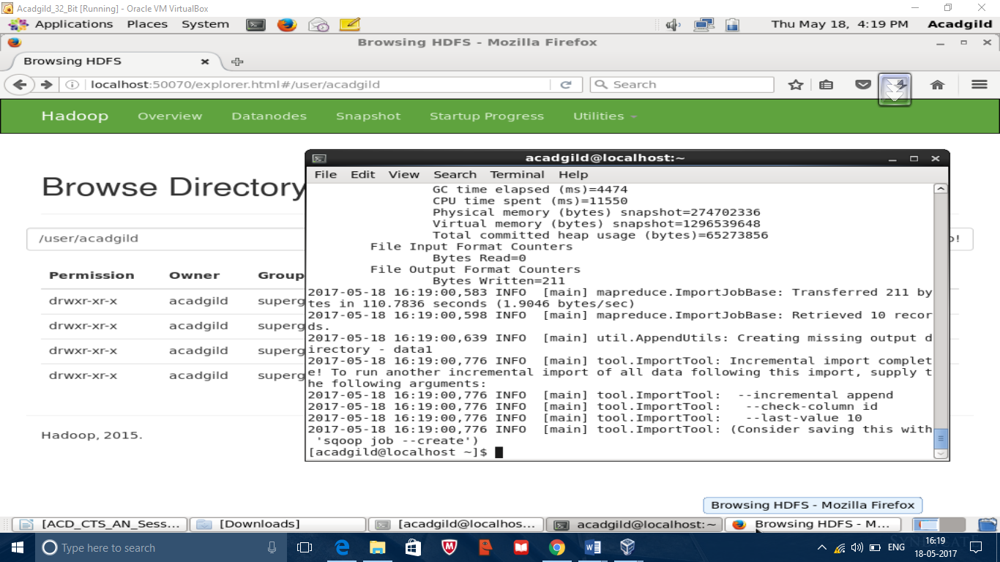 Acadgild_32_Bit [Running] - Oracle VM VirtualBox
Applications Places System Thu May 18, 4:19 PM Acadgild
Browsing HDFS - Mozilla Firefox
Browsing HDFS
localhost:50070/explorer.html#/user/acadgild Search
Hadoop Overview Datanodes Snapshot Startup Progress Utilities
Browse Directory
/user/acadgild
Permission Owner Group
drwxr-xr-x acadgild superg
drwxr-xr-x acadgild superg
drwxr-xr-x acadgild superg
drwxr-xr-x acadgild superg
Hadoop, 2015.
acadgild@localhost:~
File Edit View Search Terminal Help
GC time elapsed (ms)=4474
CPU time spent (ms)=11550
Physical memory (bytes) snapshot=274702336
Virtual memory (bytes) snapshot=1296539648
Total committed heap usage (bytes)=65273856
File Input Format Counters
Bytes Read=0
File Output Format Counters
Bytes Written=211
2017-05-18 16:19:00,583 INFO [main] mapreduce.ImportJobBase: Transferred 211 by
tes in 110.7836 seconds (1.9046 bytes/sec)
2017-05-18 16:19:00,598 INFO [main] mapreduce.ImportJobBase: Retrieved 10 recor
ds.
2017-05-18 16:19:00,639 INFO [main] util.AppendUtils: Creating missing output d
irectory - data1
2017-05-18 16:19:00,776 INFO [main] tool.ImportTool: Incremental import complet
e! To run another incremental import of all data following this import, supply t
he following arguments:
2017-05-18 16:19:00,776 INFO [main] tool.ImportTool: --incremental append
2017-05-18 16:19:00,776 INFO [main] tool.ImportTool: --check-column id
2017-05-18 16:19:00,776 INFO [main] tool.ImportTool: --last-value 10
2017-05-18 16:19:00,776 INFO [main] tool.ImportTool: (Consider saving this with
'sqoop job --create')
[acadgild@localhost ~]$
Browsing HDFS - Mozilla Firefox
[ACD_CTS_AN_Sess... [Downloads] [acadgild@localhos... acadgild@localhost:~ Browsing HDFS - M...
Type here to search ENG 16:19
18-05-2017